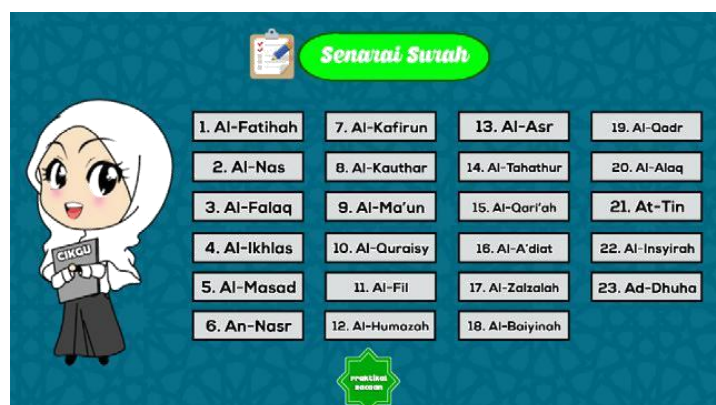 Senarai Surah
1. Al-Fatihah
2. Al-Nas
3. Al-Falaq
4. Al-Ikhlas
5. Al-Masad
6. An-Nasr
7. Al-Kafirun
8. Al-Kauthar
9. Al-Ma'un
10. Al-Quraisy
11. Al-Fil
12. Al-Humazah
13. Al-Asr
14. Al-Tahathur
15. Al-Qari'ah
16. Al-A'diat
17. Al-Zalzalah
18. Al-Baiyinah
19. Al-Qadr
20. Al-Alaq
21. At-Tin
22. Al-Insyirah
23. Ad-Dhuha
CIKGU
Praktikal
Bacaan